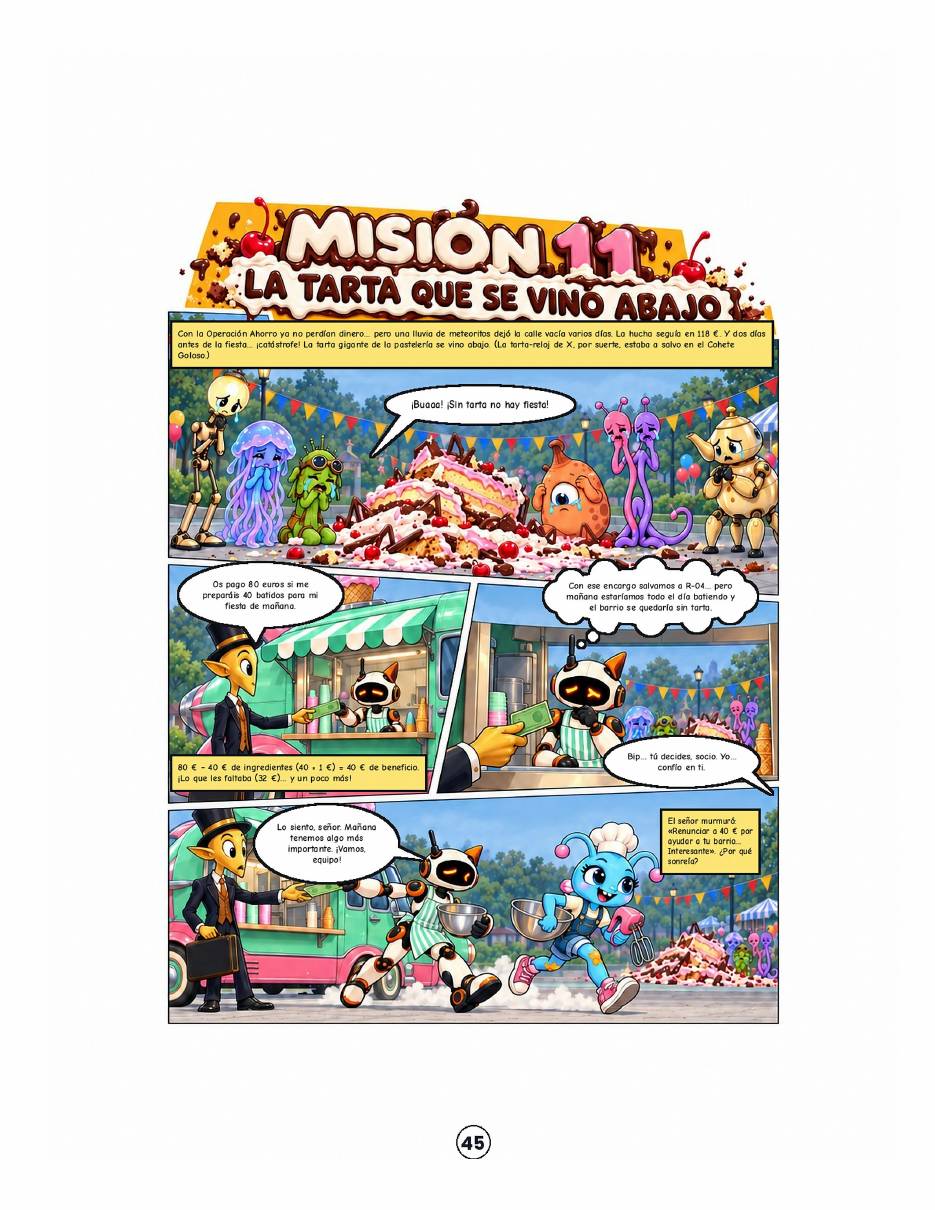 MISIÓN 11
LA TARTA QUE SE VINO ABAJO
Con la Operación Ahorro ya no perdían dinero... pero una lluvia de meteoritos dejó la calle vacía varios días. La hucha seguía en 118 €. Y dos días
antes de la fiesta... ¡catástrofe! La tarta gigante de la pastelería se vino abajo. (La tarta-reloj de X, por suerte, estaba a salvo en el Cohete
Goloso.)
¡Buaaa! ¡Sin tarta no hay fiesta!
Os pago 80 euros si me
preparáis 40 batidos para mi
fiesta de mañana.
80 € – 40 € de ingredientes (40 × 1 €) = 40 € de beneficio.
¡Lo que les faltaba (32 €)... y un poco más!
Con ese encargo salvamos a R-04... pero
mañana estaríamos todo el día batiendo y
el barrio se quedaría sin tarta.
Bip... tú decides, socio. Yo...
confío en ti.
Lo siento, señor. Mañana
tenemos algo más
importante. ¡Vamos,
equipo!
El señor murmuró:
«Renunciar a 40 € por
ayudar a tu barrio...
Interesante». ¿Por qué
sonreía?
45